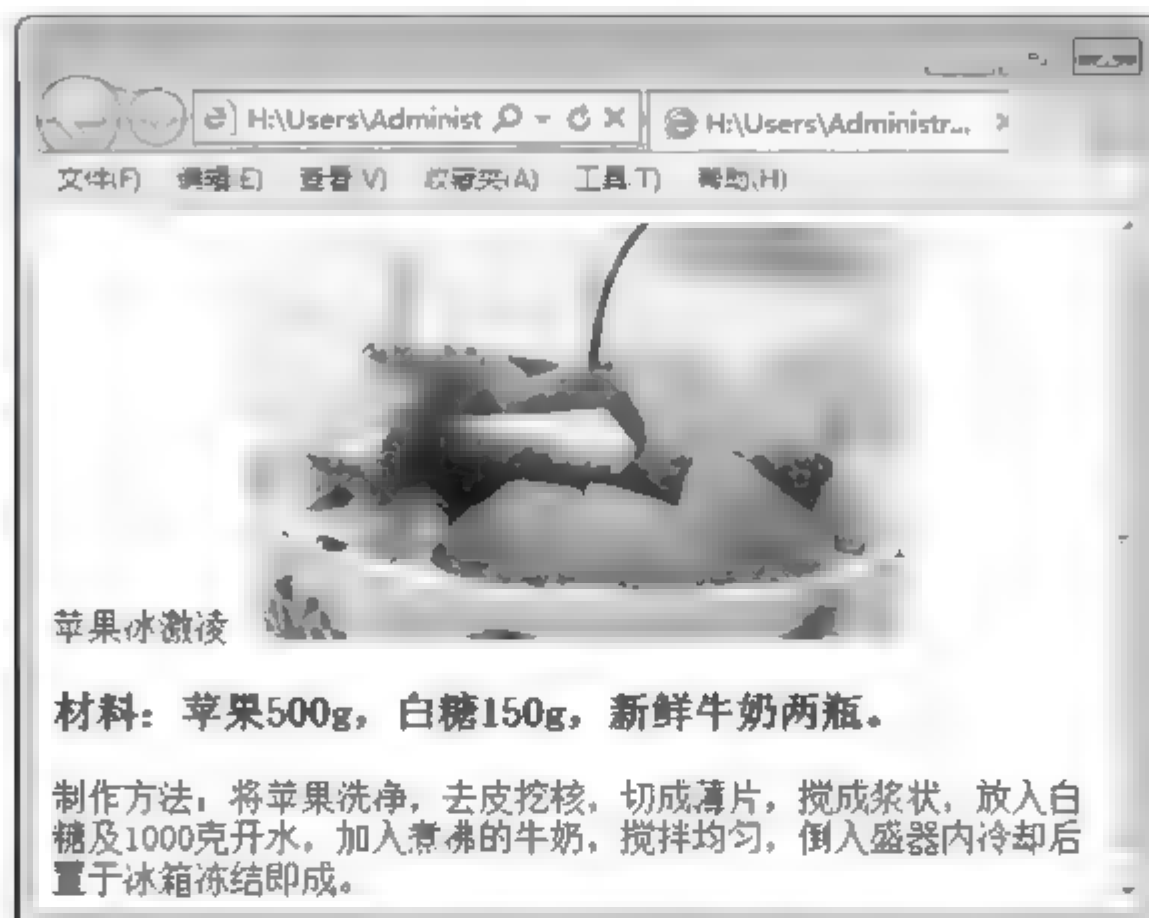 H:\Users\Administ
H:\Users\Administr...
文件(F) 编辑(E) 查看(V) 收藏夹(A) 工具(T) 帮助(H)
苹果冰激凌
材料：苹果500g，白糖150g，新鲜牛奶两瓶。
制作方法：将苹果洗净，去皮挖核，切成薄片，搅成浆状，放入白
糖及1000克开水，加入煮沸的牛奶，搅拌均匀，倒入盛器内冷却后
置于冰箱冻结即成。